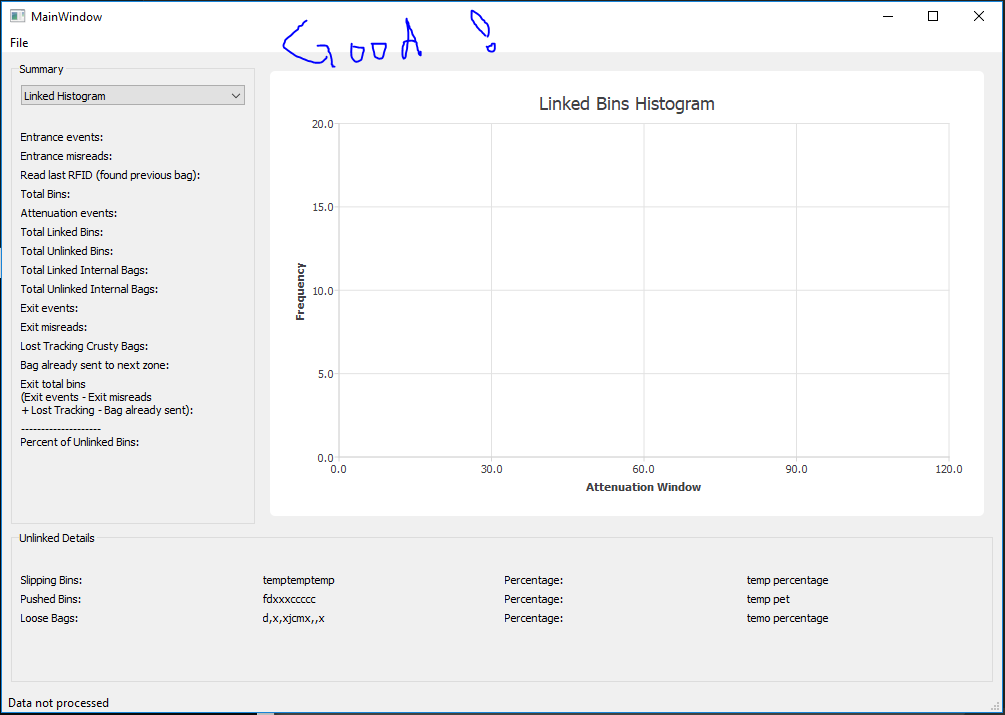 MainWindow
Good !
File
Summary
Linked Histogram
Entrance events:
Entrance misreads:
Read last RFID (found previous bag):
Total Bins:
Attenuation events:
Total Linked Bins:
Total Unlinked Bins:
Total Linked Internal Bags:
Total Unlinked Internal Bags:
Exit events:
Exit misreads:
Lost Tracking Crusty Bags:
Bag already sent to next zone:
Exit total bins
(Exit events - Exit misreads
+ Lost Tracking - Bag already sent):
--------------------
Percent of Unlinked Bins:
Linked Bins Histogram
20.0
15.0
10.0
5.0
0.0
Frequency
0.0 30.0 60.0 90.0 120.0
Attenuation Window
Unlinked Details
Slipping Bins: temptemptemp Percentage: temp percentage
Pushed Bins: fdxxxccccc Percentage: temp pet
Loose Bags: d,x,xjcmx,,x Percentage: temo percentage
Data not processed